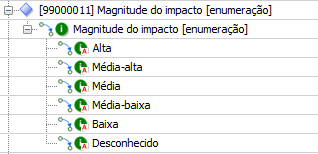 [99000011] Magnitude do impacto [enumeração]
Magnitude do impacto [enumeração]
Alta
Média-alta
Média
Média-baixa
Baixa
Desconhecido